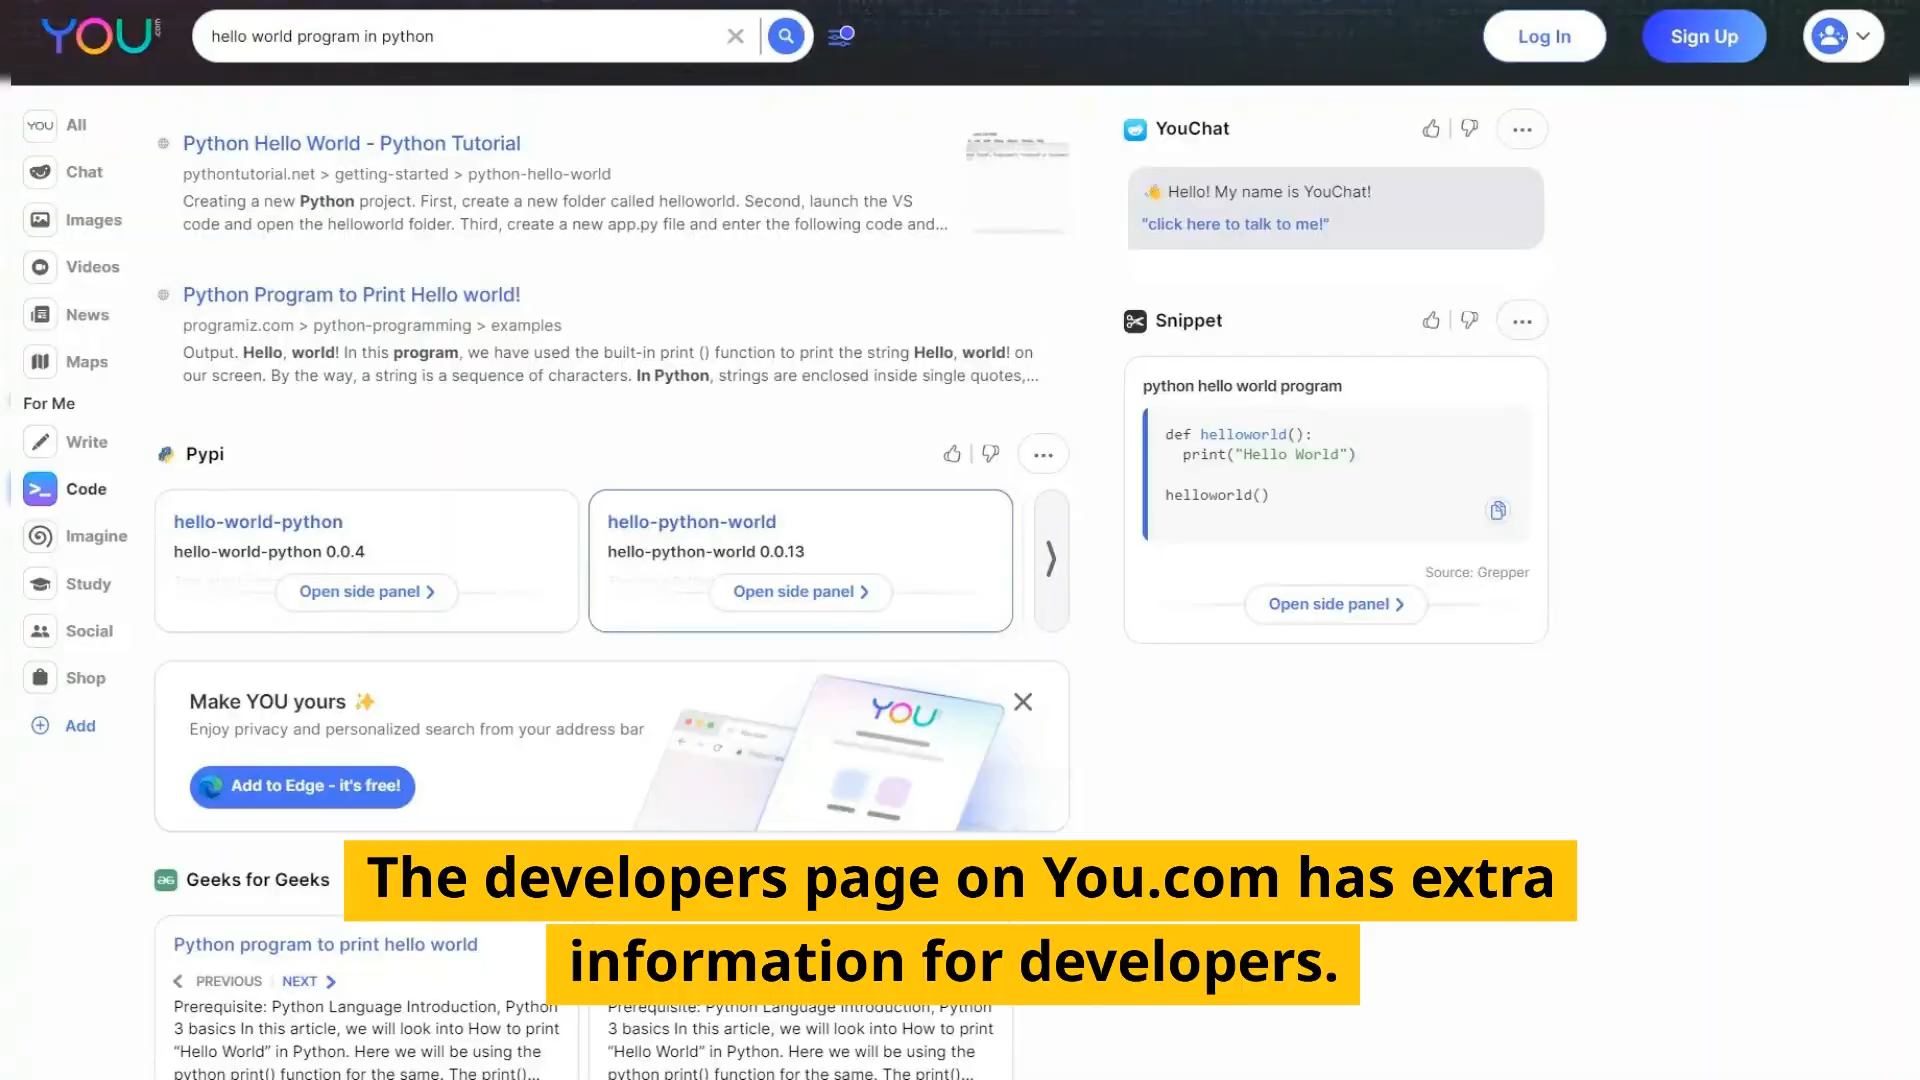 YOU.com
hello world program in python
Log In
Sign Up
YOU All
Chat
Images
Videos
News
Maps
For Me
Write
Code
Imagine
Study
Social
Shop
Add
Python Hello World - Python Tutorial
pythontutorial.net > getting-started > python-hello-world
Creating a new Python project. First, create a new folder called helloworld. Second, launch the VS
code and open the helloworld folder. Third, create a new app.py file and enter the following code and...
Python Program to Print Hello world!
programiz.com > python-programming > examples
Output. Hello, world! In this program, we have used the built-in print () function to print the string Hello, world! on
our screen. By the way, a string is a sequence of characters. In Python, strings are enclosed inside single quotes,...
Pypi
hello-world-python
hello-world-python 0.0.4
Open side panel
hello-python-world
hello-python-world 0.0.13
Open side panel
Make YOU yours
Enjoy privacy and personalized search from your address bar
Add to Edge - it's free!
YOU
Geeks for Geeks
Python program to print hello world
PREVIOUS NEXT
Prerequisite: Python Language Introduction, Python
3 basics In this article, we will look into How to print
"Hello World" in Python. Here we will be using the
python print() function for the same. The print()...
Prerequisite: Python Language Introduction, Python
3 basics In this article, we will look into How to print
"Hello World" in Python. Here we will be using the
python print() function for the same. The print()...
YouChat
Hello! My name is YouChat!
"click here to talk to me!"
Snippet
python hello world program
def helloworld():
print("Hello World")
helloworld()
Source: Grepper
Open side panel
The developers page on You.com has extra
information for developers.